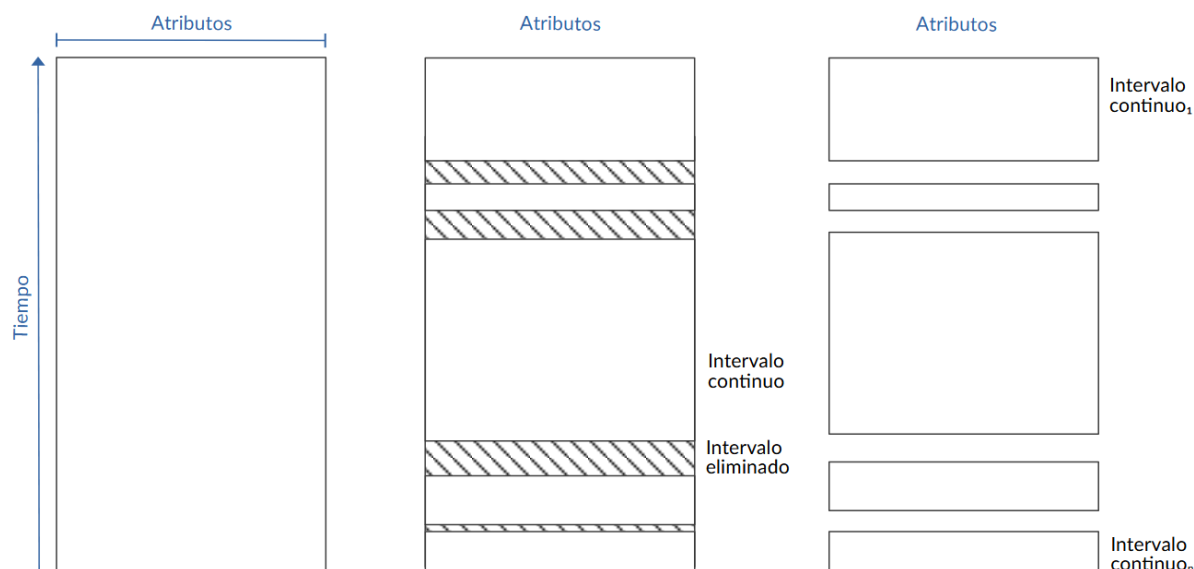 Atributos
Atributos
Atributos
Tiempo
Intervalo
continuo₁
Intervalo
continuo
Intervalo
eliminado
Intervalo